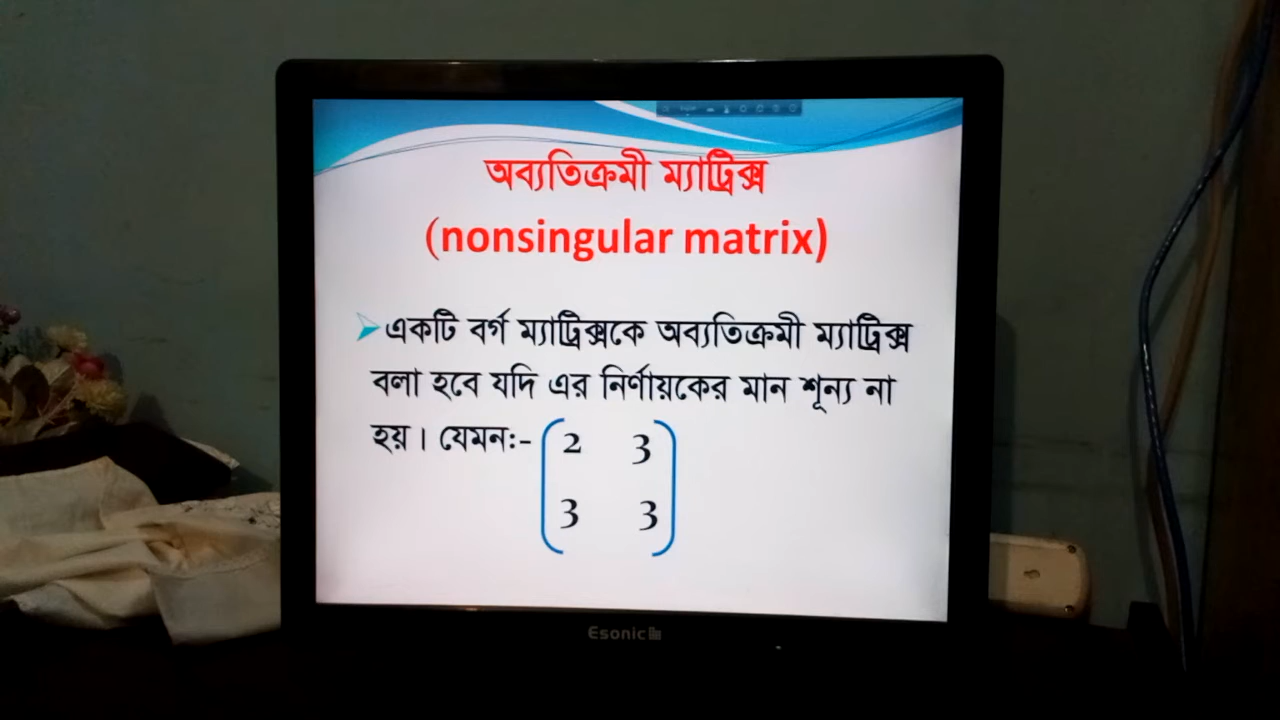 অব্যতিক্রমী ম্যাট্রিক্স
(nonsingular matrix)
একটি বর্গ ম্যাট্রিক্সকে অব্যতিক্রমী ম্যাট্রিক্স
বলা হবে যদি এর নির্ণায়কের মান শূন্য না
হয়। যেমনঃ-
2 3
3 3
Esonic